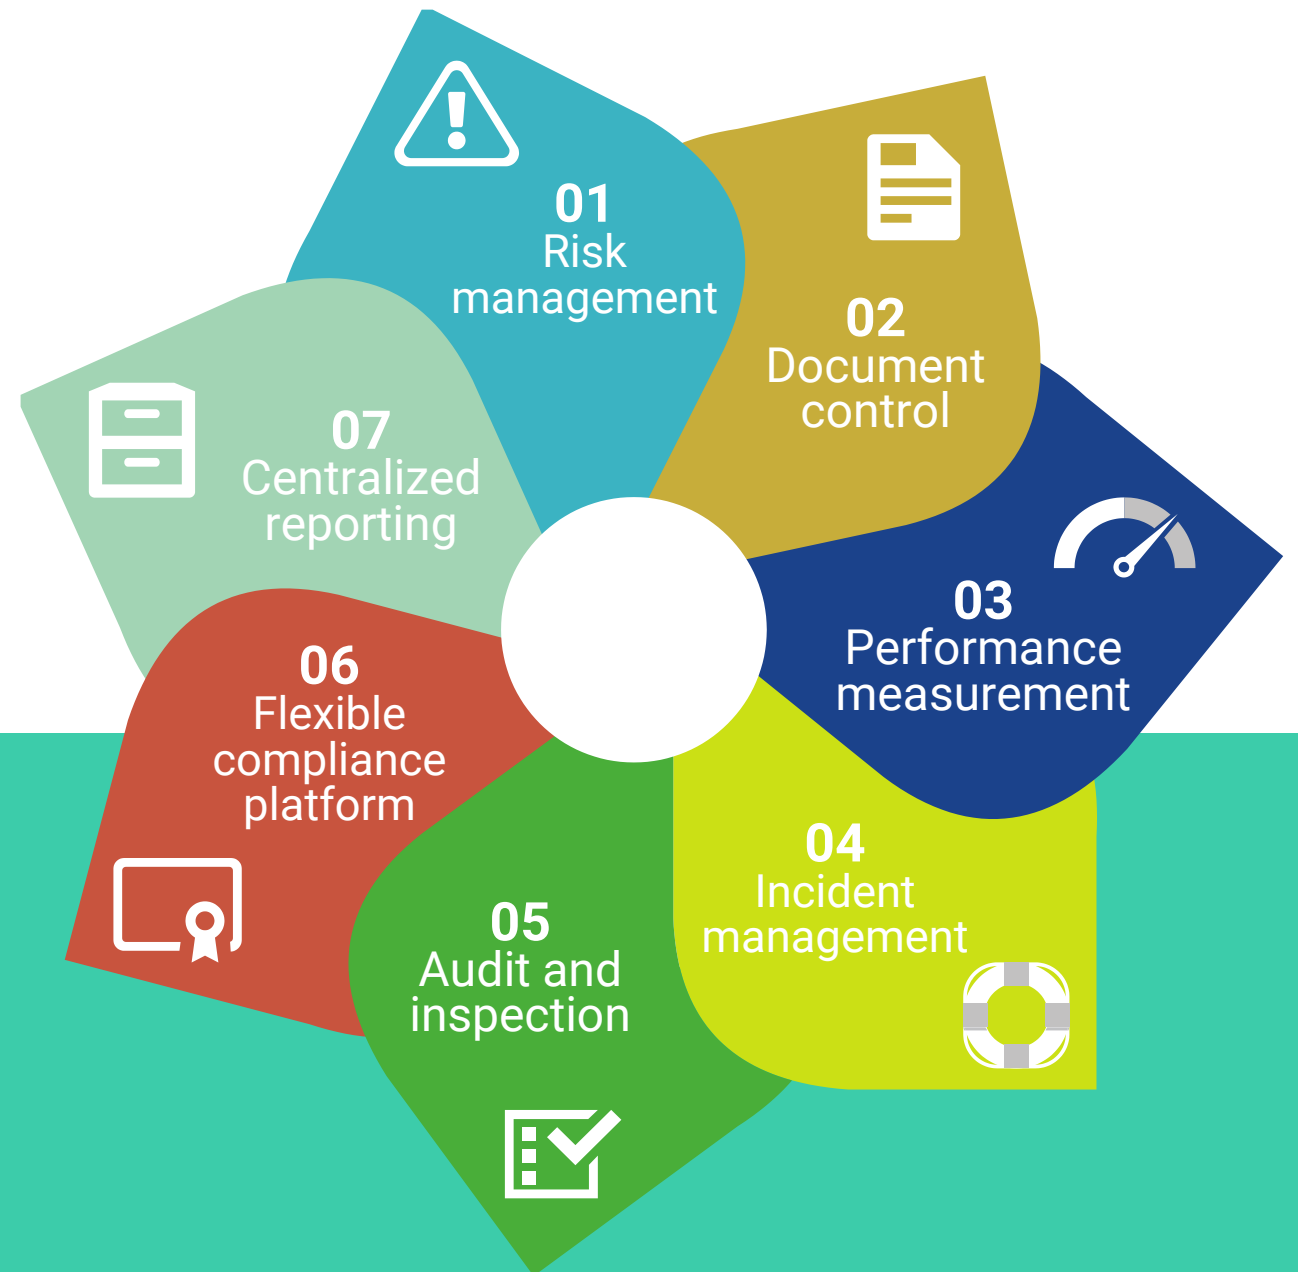 01
Risk
management
02
Document
control
03
Performance
measurement
04
Incident
management
05
Audit and
inspection
06
Flexible
compliance
platform
07
Centralized
reporting